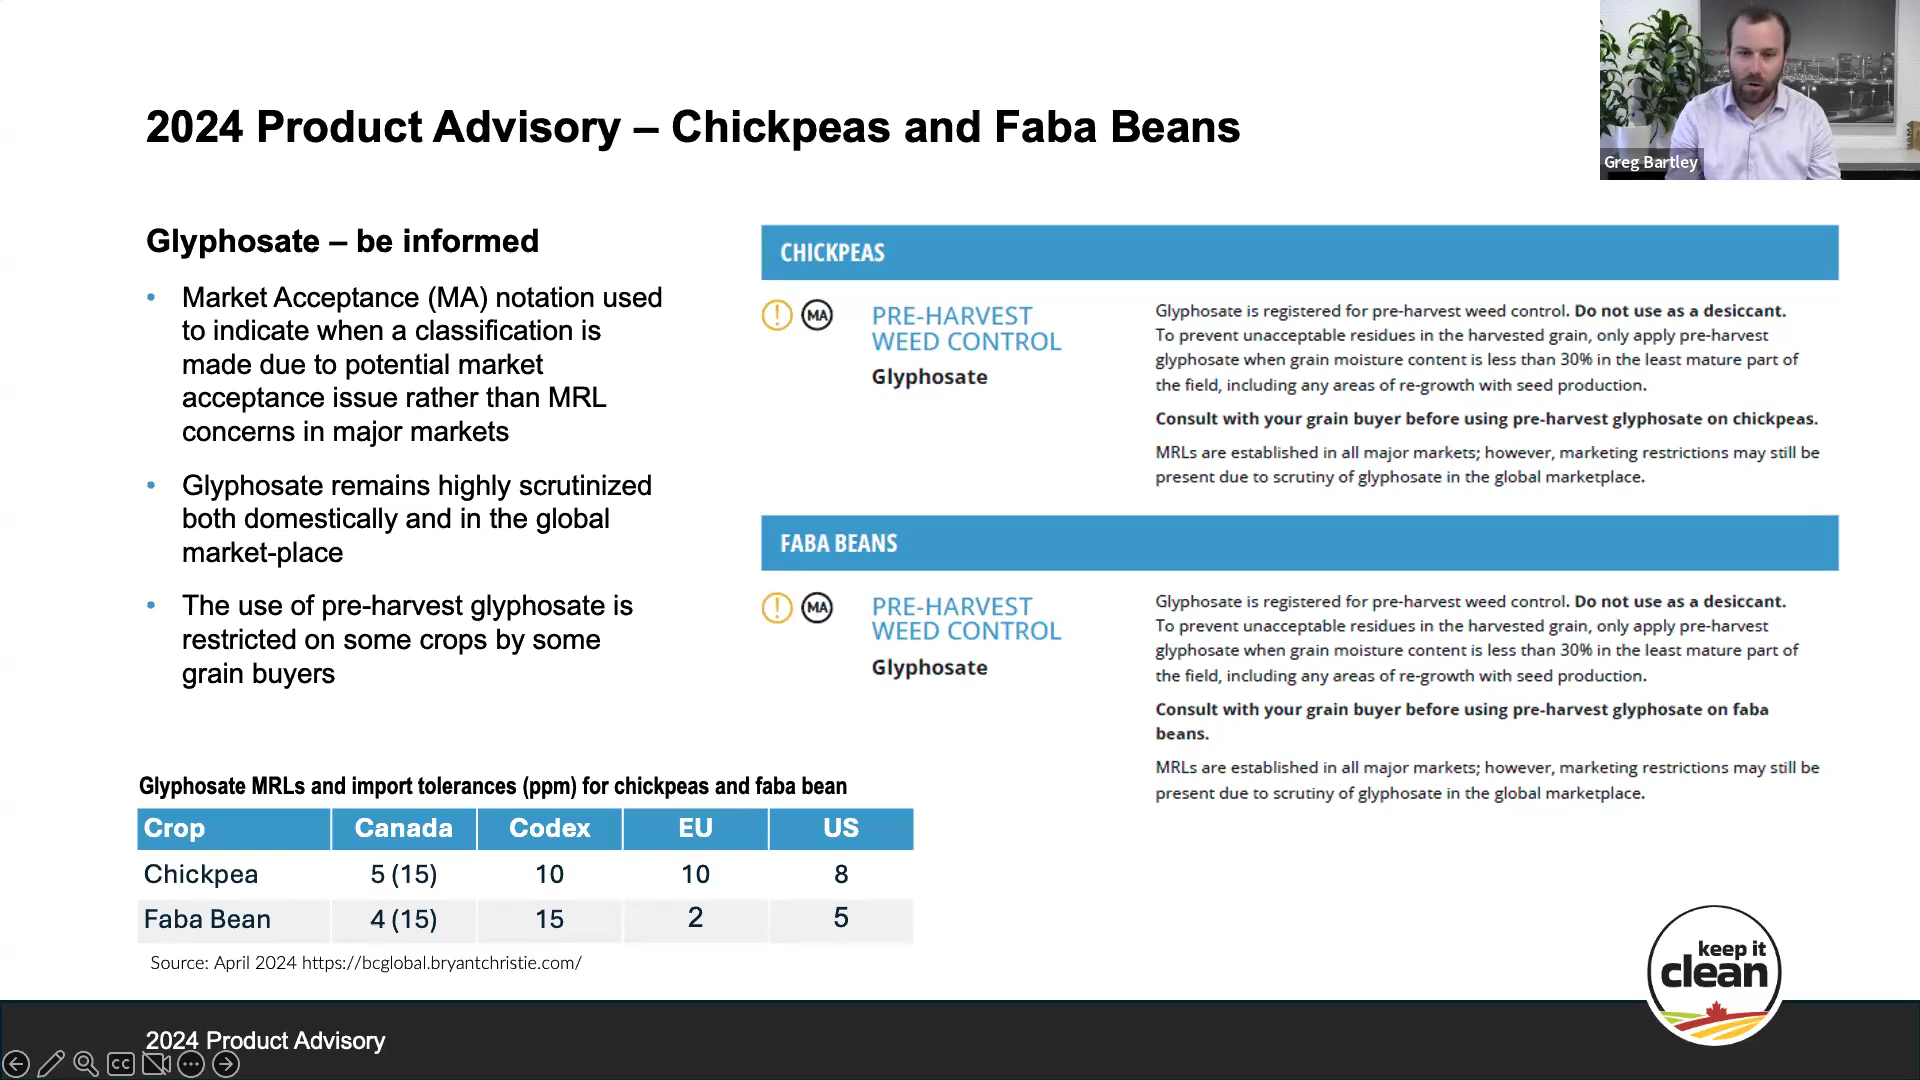 2024 Product Advisory – Chickpeas and Faba Beans
Greg Bartley
Glyphosate – be informed
• Market Acceptance (MA) notation used
to indicate when a classification is
made due to potential market
acceptance issue rather than MRL
concerns in major markets
• Glyphosate remains highly scrutinized
both domestically and in the global
market-place
• The use of pre-harvest glyphosate is
restricted on some crops by some
grain buyers
CHICKPEAS
! MA PRE-HARVEST
WEED CONTROL
Glyphosate
Glyphosate is registered for pre-harvest weed control. Do not use as a desiccant.
To prevent unacceptable residues in the harvested grain, only apply pre-harvest
glyphosate when grain moisture content is less than 30% in the least mature part of
the field, including any areas of re-growth with seed production.
Consult with your grain buyer before using pre-harvest glyphosate on chickpeas.
MRLs are established in all major markets; however, marketing restrictions may still be
present due to scrutiny of glyphosate in the global marketplace.
FABA BEANS
! MA PRE-HARVEST
WEED CONTROL
Glyphosate
Glyphosate is registered for pre-harvest weed control. Do not use as a desiccant.
To prevent unacceptable residues in the harvested grain, only apply pre-harvest
glyphosate when grain moisture content is less than 30% in the least mature part of
the field, including any areas of re-growth with seed production.
Consult with your grain buyer before using pre-harvest glyphosate on faba
beans.
MRLs are established in all major markets; however, marketing restrictions may still be
present due to scrutiny of glyphosate in the global marketplace.
Glyphosate MRLs and import tolerances (ppm) for chickpeas and faba bean
Crop Canada Codex EU US
Chickpea 5 (15) 10 10 8
Faba Bean 4 (15) 15 2 5
Source: April 2024 https://bcglobal.bryantchristie.com/
keep it
clean
2024 Product Advisory
CC